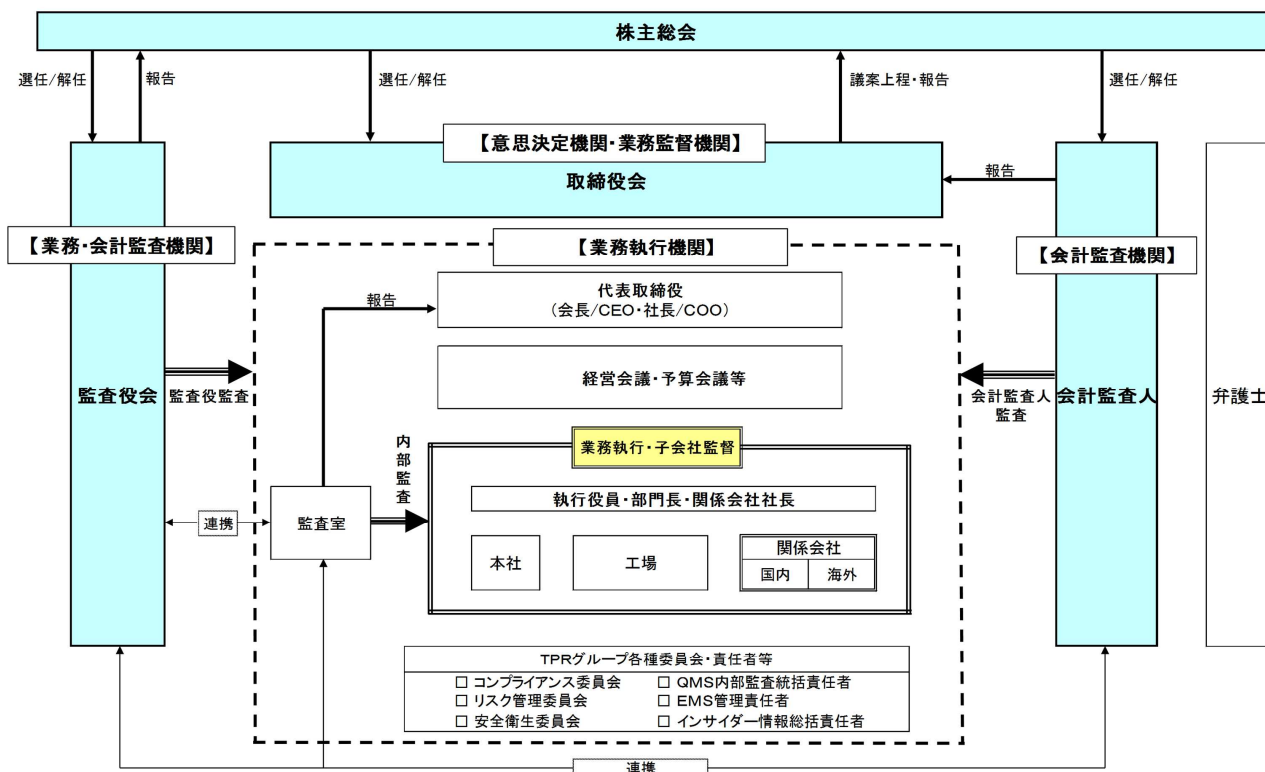 株主総会
選任/解任
報告
選任/解任
議案上程・報告
選任/解任
【意思決定機関・業務監督機関】
取締役会
報告
【業務・会計監査機関】
【業務執行機関】
【会計監査機関】
代表取締役
（会長/CEO・社長/COO）
報告
経営会議・予算会議等
監査役会
監査役監査
会計監査人
監査
会計監査人
弁護士
業務執行・子会社監督
内部監査
執行役員・部門長・関係会社社長
連携
監査室
本社
工場
関係会社
国内
海外
TPRグループ各種委員会・責任者等
□ コンプライアンス委員会
□ QMS内部監査統括責任者
□ リスク管理委員会
□ EMS管理責任者
□ 安全衛生委員会
□ インサイダー情報総括責任者
連携